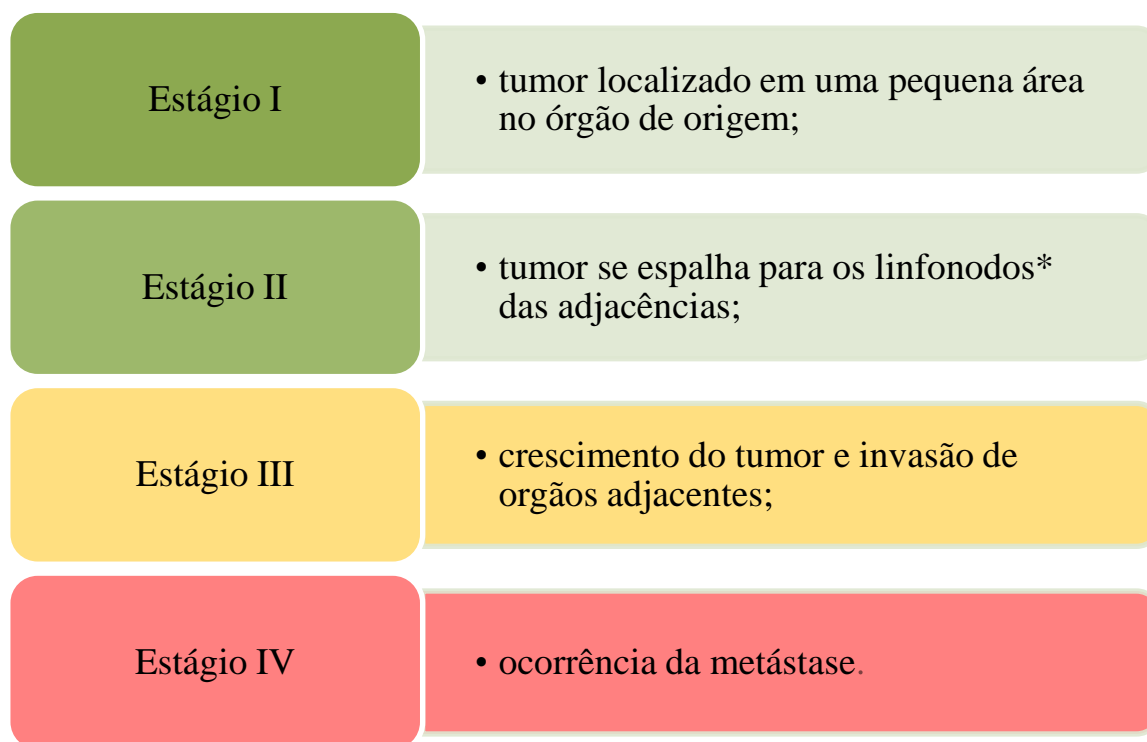 Estágio I
• tumor localizado em uma pequena área
no órgão de origem;
Estágio II
• tumor se espalha para os linfonodos*
das adjacências;
Estágio III
• crescimento do tumor e invasão de
orgãos adjacentes;
Estágio IV
• ocorrência da metástase.